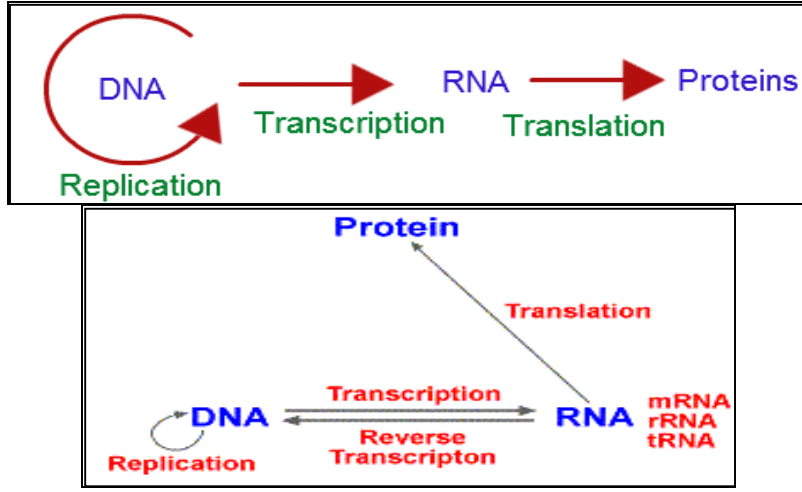 DNA
RNA
Proteins
Transcription
Translation
Replication
Protein
Translation
Transcription
DNA
RNA
mRNA
rRNA
tRNA
Reverse
Transcripton
Replication